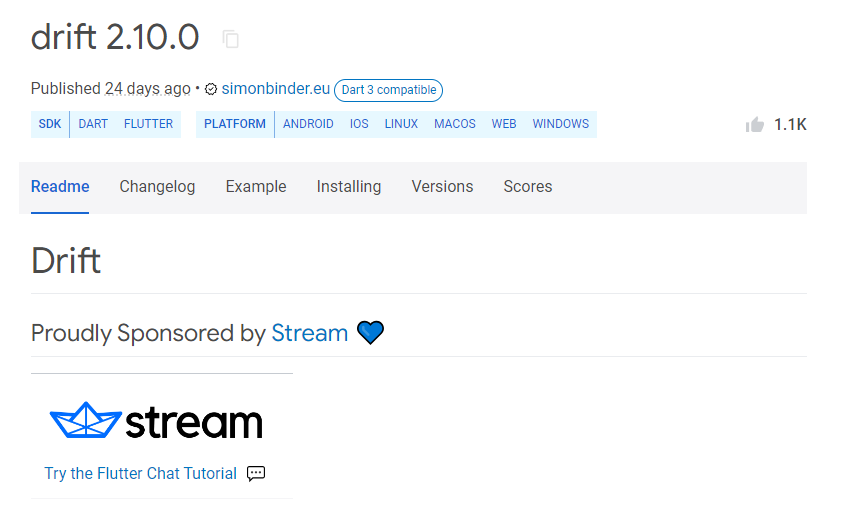 drift 2.10.0
Published 24 days ago • simonbinder.eu Dart 3 compatible
SDK DART FLUTTER PLATFORM ANDROID IOS LINUX MACOS WEB WINDOWS 1.1K
Readme Changelog Example Installing Versions Scores
Drift
Proudly Sponsored by Stream 💙
stream
Try the Flutter Chat Tutorial 💬